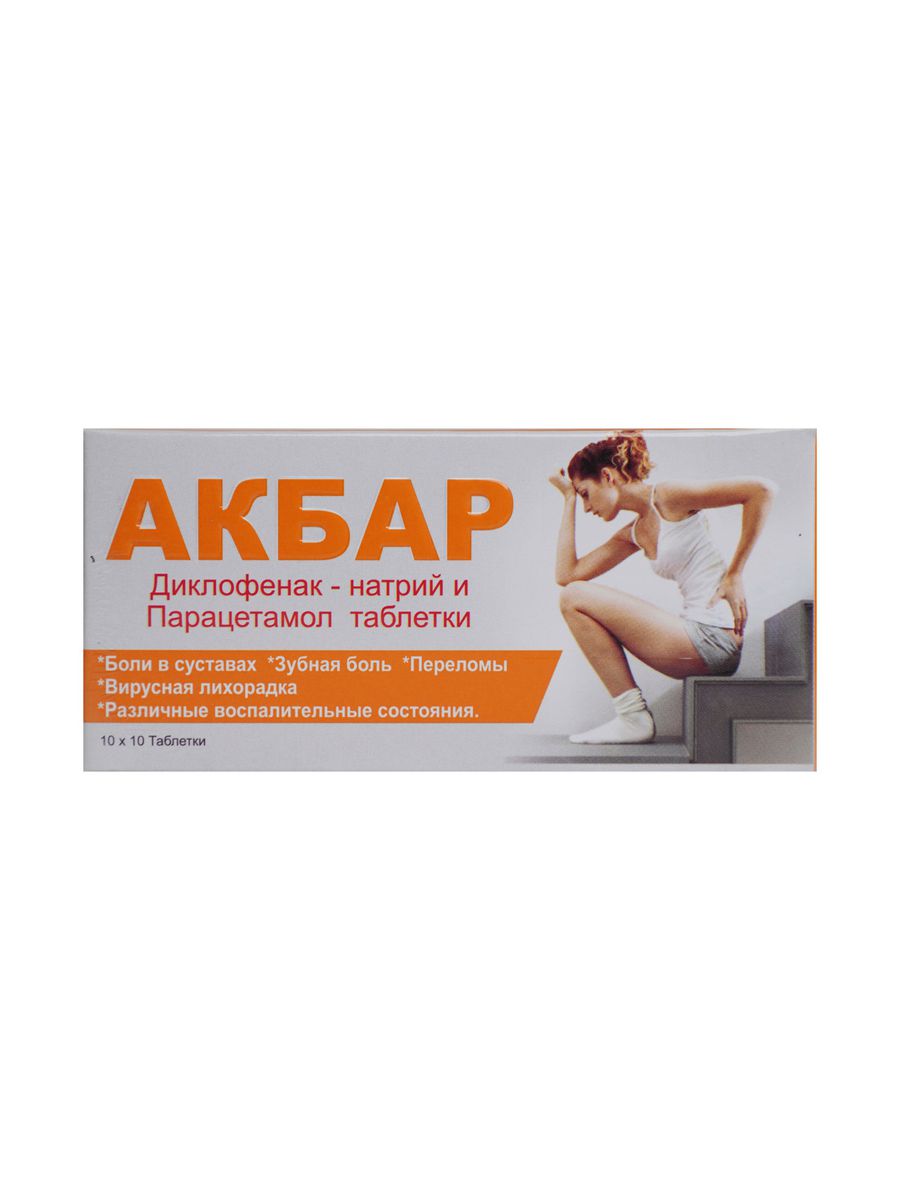 АКБАР
Диклофенак - натрий и
Парацетамол таблетки
*Боли в суставах *Зубная боль *Переломы
*Вирусная лихорадка
*Различные воспалительные состояния.
10 x 10 Таблетки